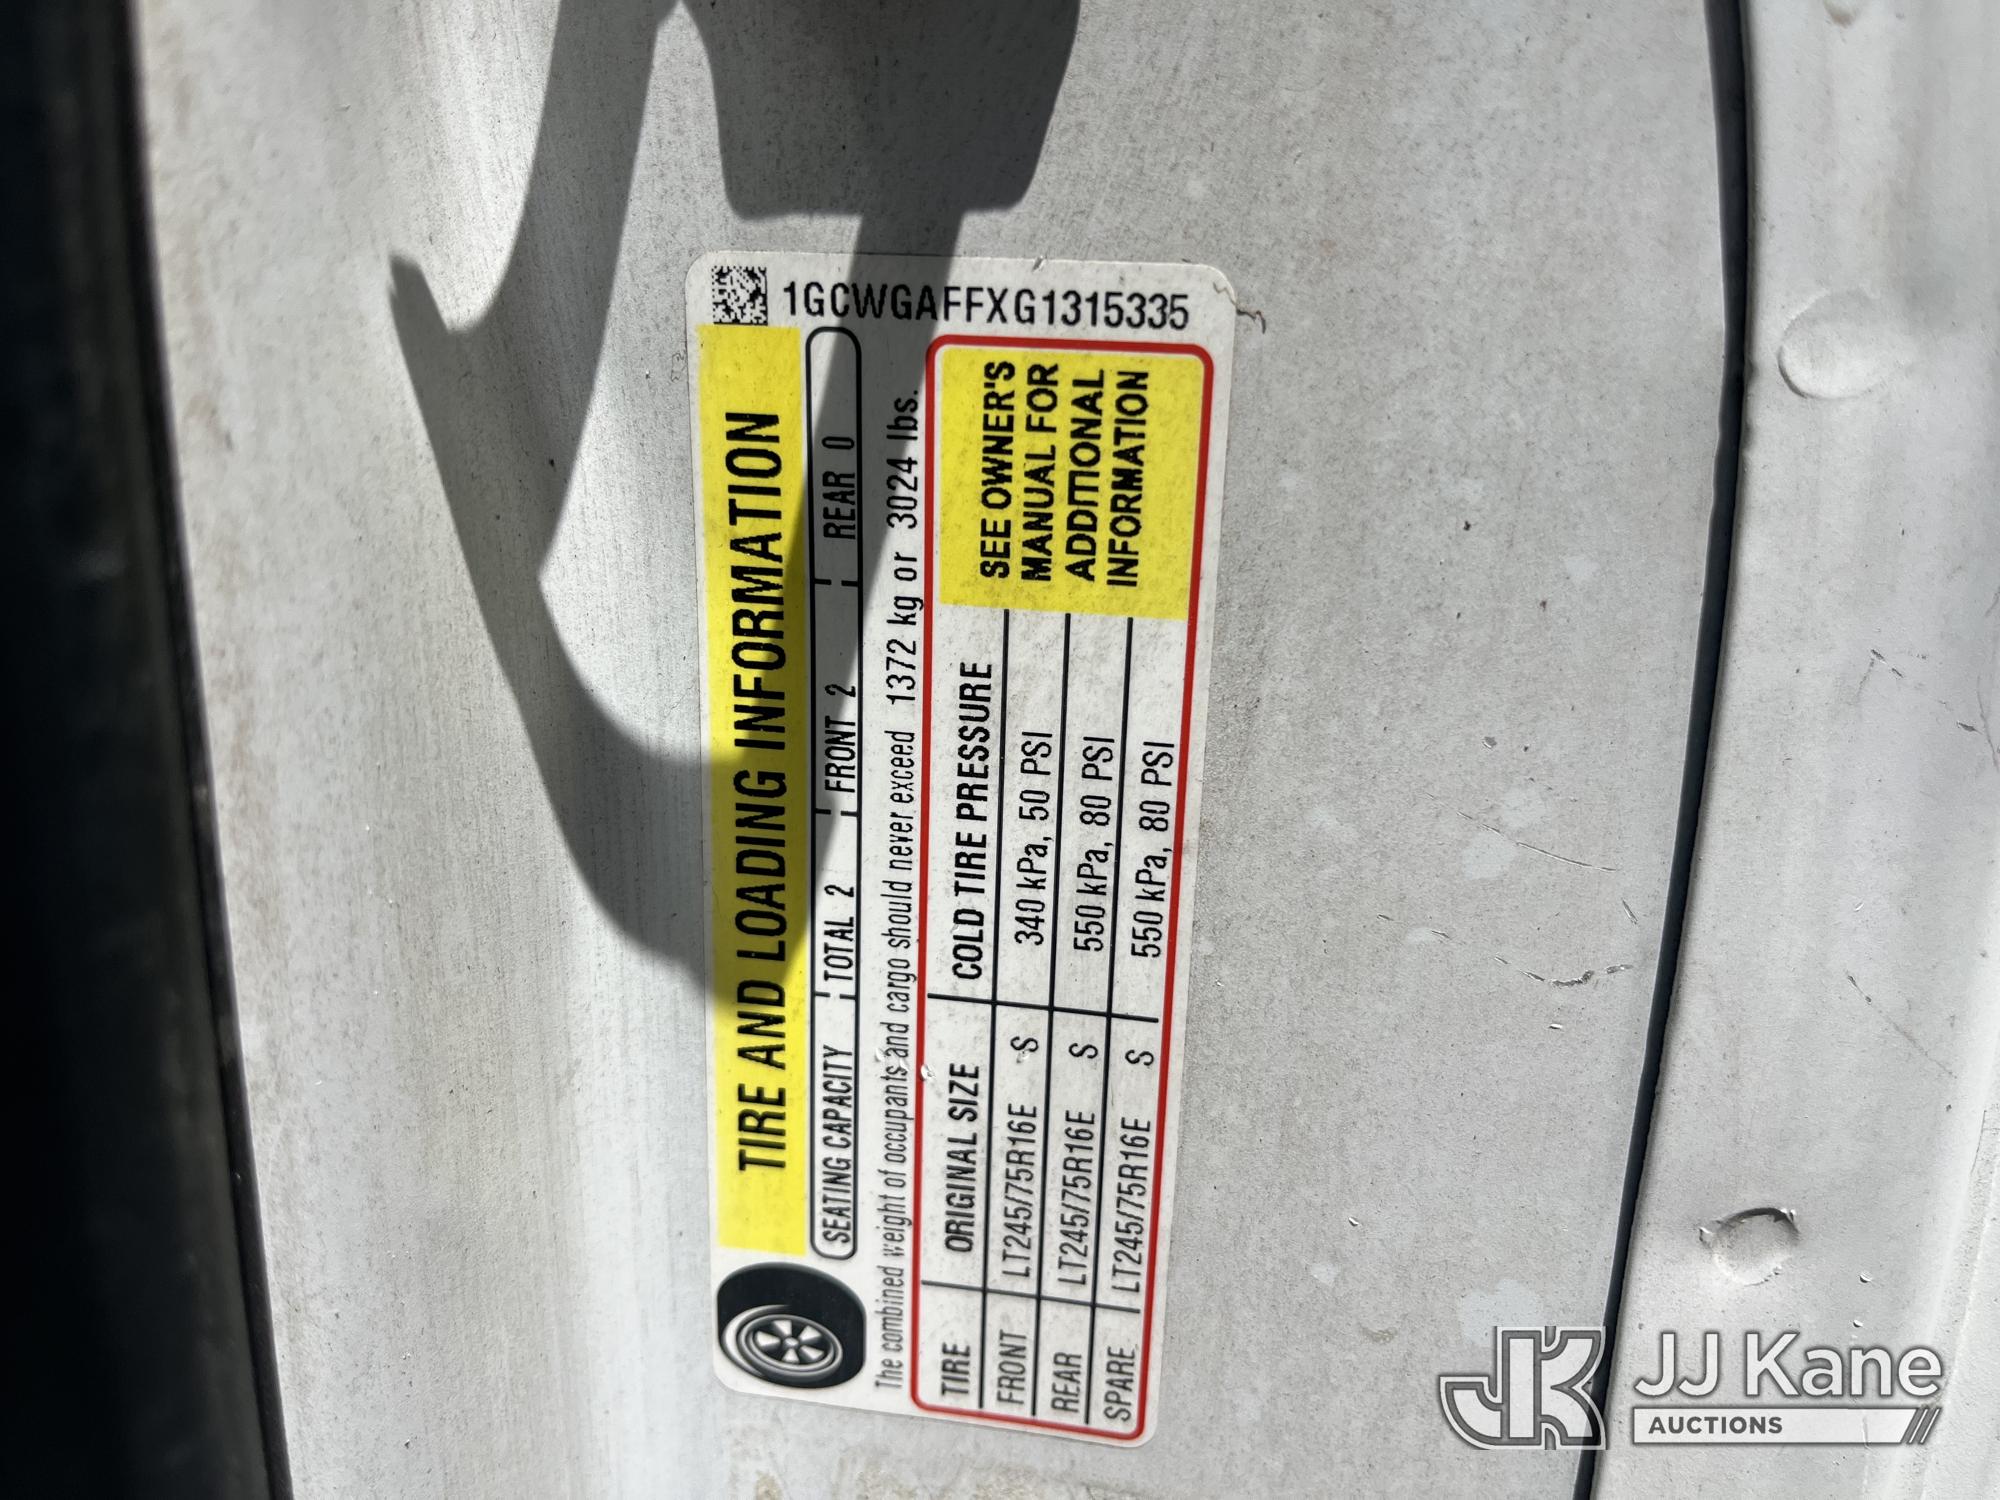 1GCWGAFFXG1315335
TIRE AND LOADING INFORMATION
SEATING CAPACITY TOTAL 2 FRONT 2 REAR 0
The combined weight of occupants and cargo should never exceed 1372 kg or 3024 lbs.
TIRE ORIGINAL SIZE COLD TIRE PRESSURE
FRONT LT245/75R16E S 340 kPa, 50 PSI
REAR LT245/75R16E S 550 kPa, 80 PSI
SPARE LT245/75R16E S 550 kPa, 80 PSI
SEE OWNER'S
MANUAL FOR
ADDITIONAL
INFORMATION
JK JJ Kane
AUCTIONS